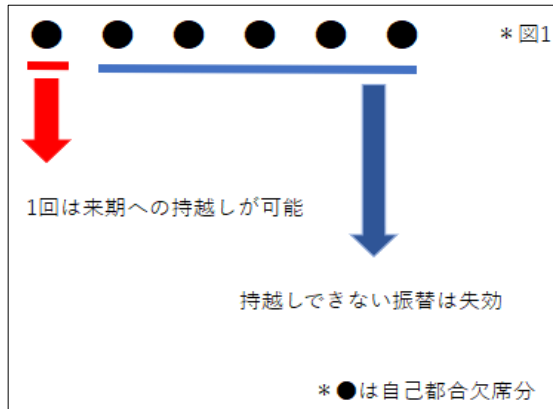 ● ● ● ● ● ● ＊図1
1回は来期への持越しが可能
持越しできない振替は失効
＊●は自己都合欠席分